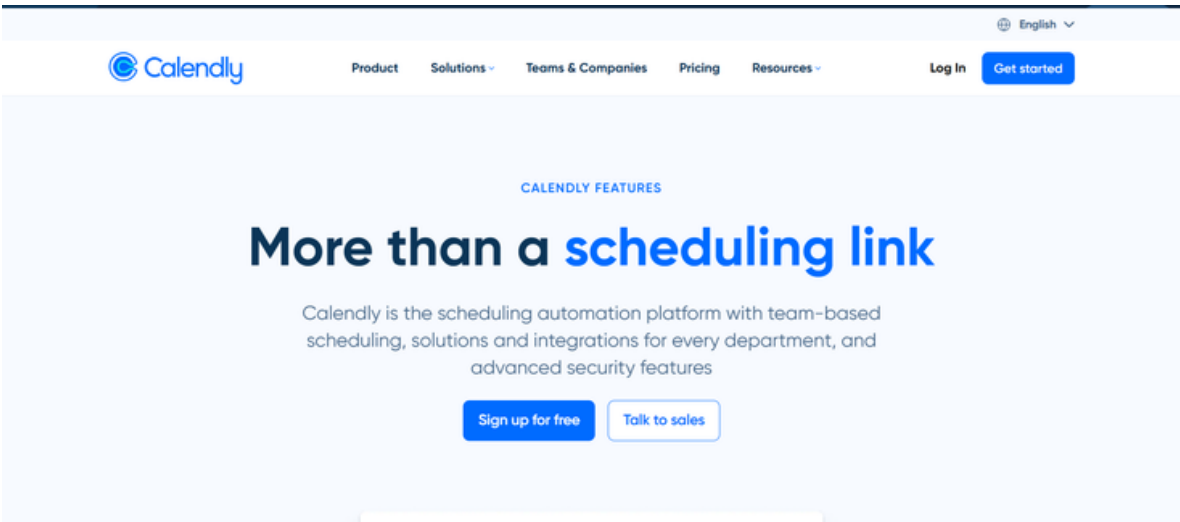 English
Calendly
Product Solutions Teams & Companies Pricing Resources Log In Get started
CALENDLY FEATURES
More than a scheduling link
Calendly is the scheduling automation platform with team-based
scheduling, solutions and integrations for every department, and
advanced security features
Sign up for free Talk to sales